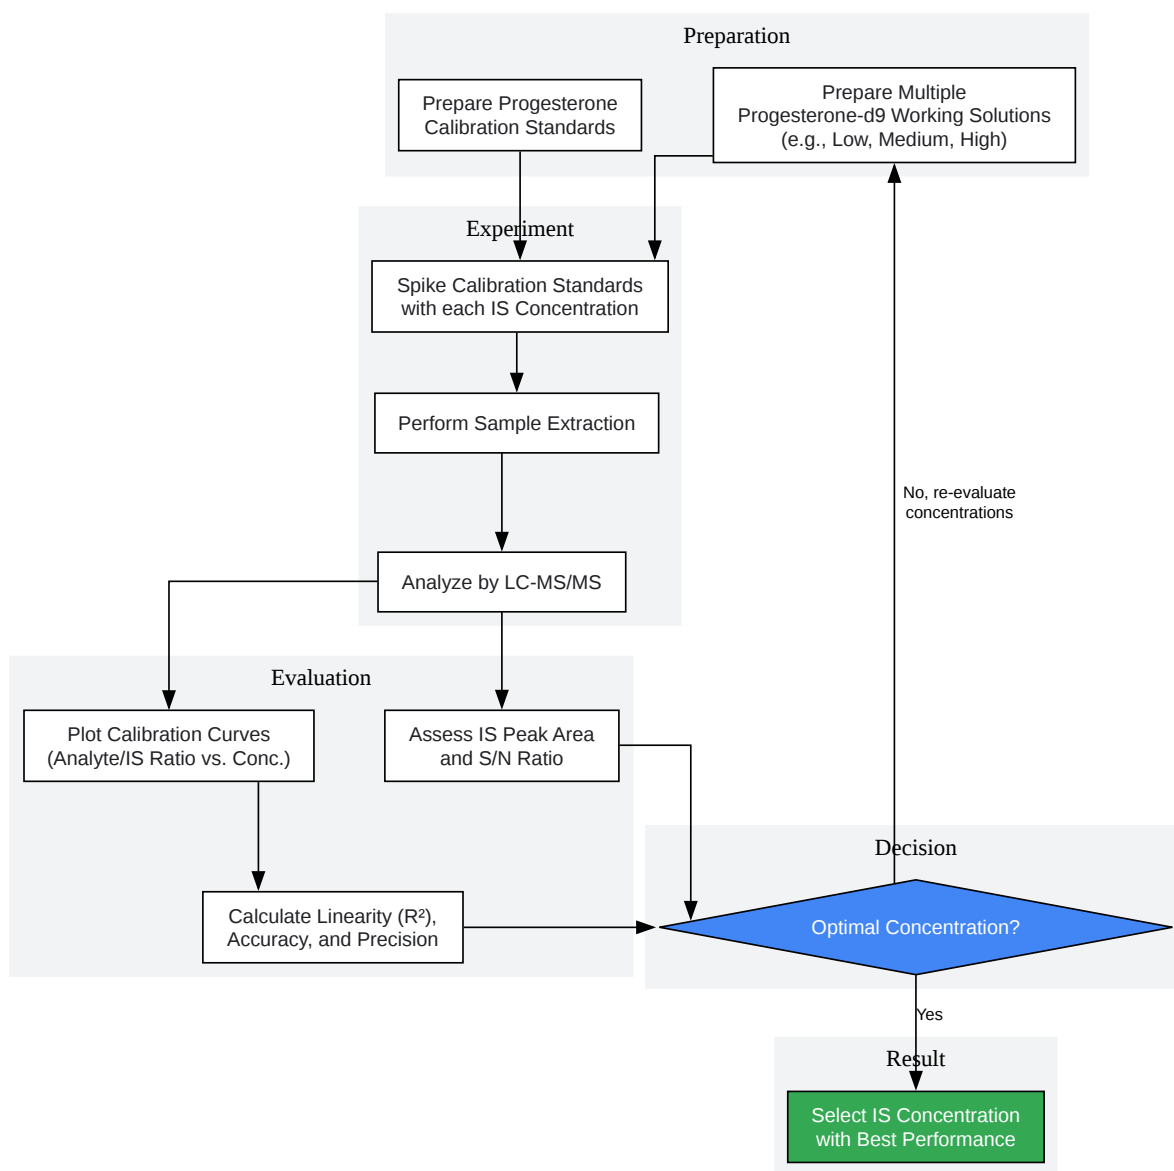 Preparation
Prepare Progesterone
Calibration Standards
Prepare Multiple
Progesterone-d9 Working Solutions
(e.g., Low, Medium, High)
Experiment
Spike Calibration Standards
with each IS Concentration
Perform Sample Extraction
No, re-evaluate
concentrations
Analyze by LC-MS/MS
Evaluation
Plot Calibration Curves
(Analyte/IS Ratio vs. Conc.)
Assess IS Peak Area
and S/N Ratio
Calculate Linearity (R²),
Accuracy, and Precision
Decision
Optimal Concentration?
Yes
Result
Select IS Concentration
with Best Performance